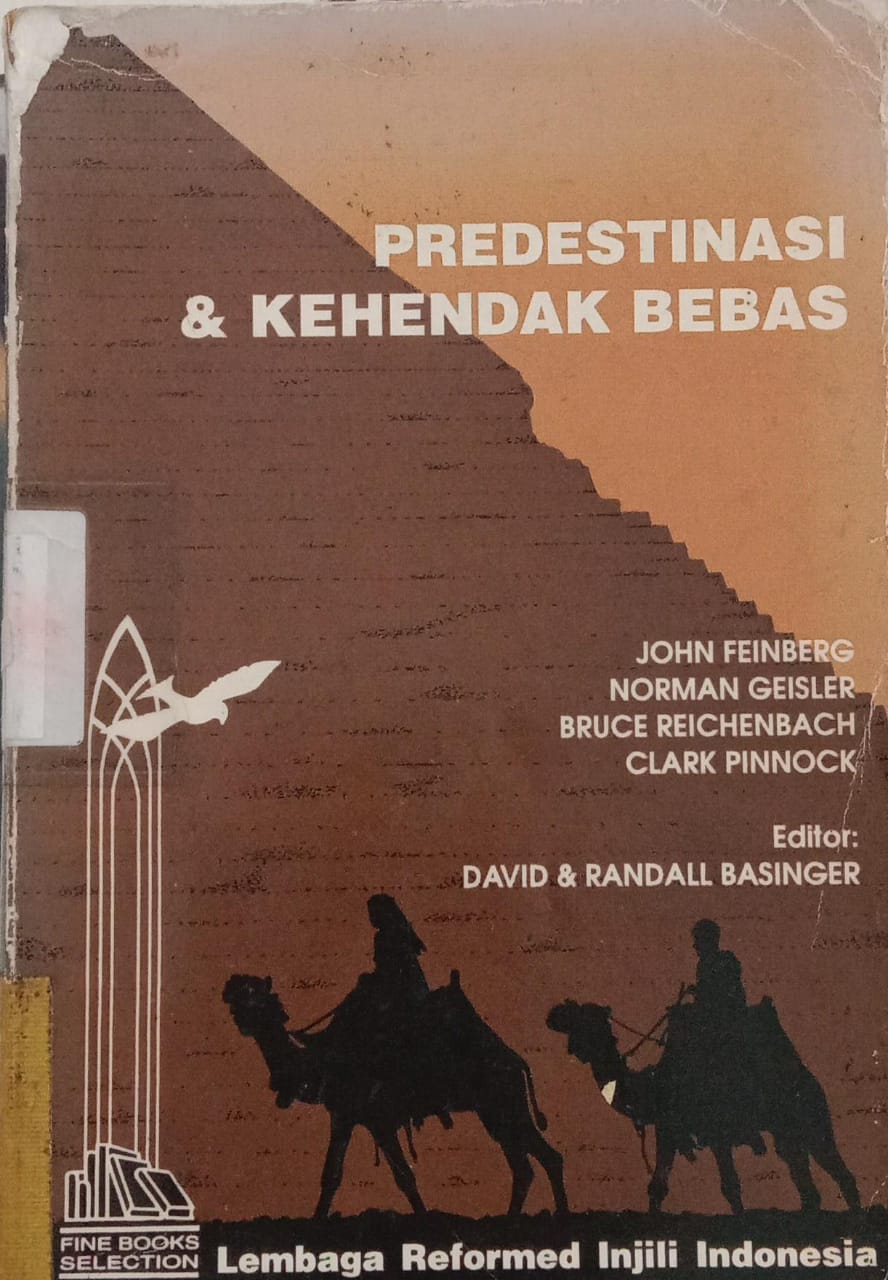 PREDESTINASI
& KEHENDAK BEBAS
JOHN FEINBERG
NORMAN GEISLER
BRUCE REICHENBACH
CLARK PINNOCK
Editor:
DAVID & RANDALL BASINGER
FINE BOOKS
SELECTION
Lembaga Reformed Injili Indonesia